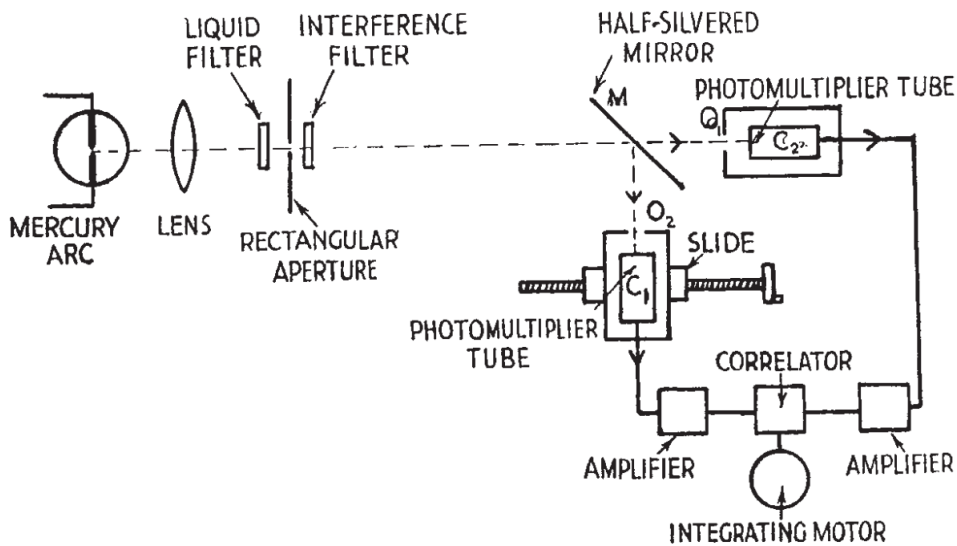 LIQUID
FILTER
INTERFERENCE
FILTER
HALF-SILVERED
MIRROR
M
PHOTOMULTIPLIER TUBE
C2
MERCURY
ARC
LENS
RECTANGULAR
APERTURE
O2
SLIDE
C1
PHOTOMULTIPLIER
TUBE
CORRELATOR
AMPLIFIER
AMPLIFIER
INTEGRATING MOTOR